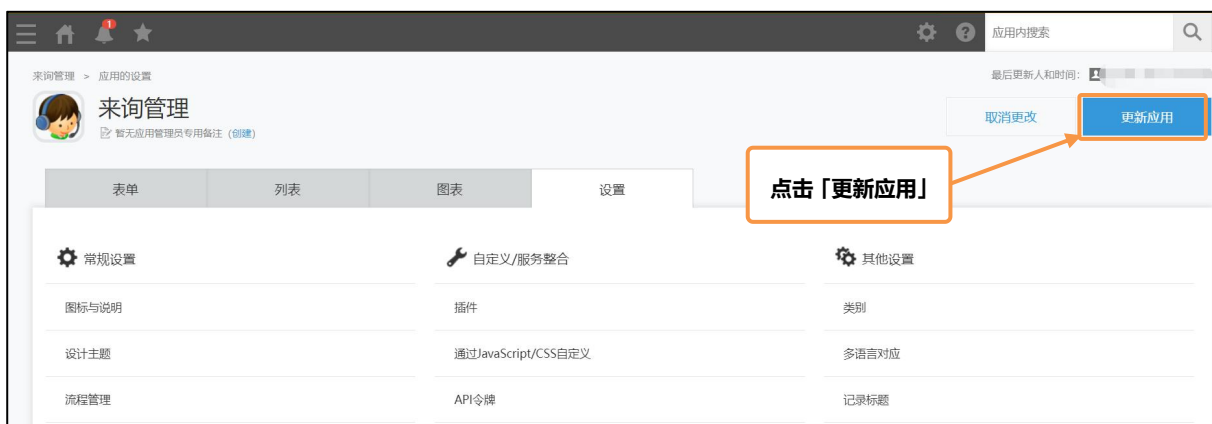 1
应用内搜索
来询管理 > 应用的设置
最后更新人和时间:
来询管理
暂无应用管理员专用备注 (创建)
取消更改
更新应用
点击「更新应用」
表单
列表
图表
设置
常规设置
自定义/服务整合
其他设置
图标与说明
插件
类别
设计主题
通过JavaScript/CSS自定义
多语言对应
流程管理
API令牌
记录标题